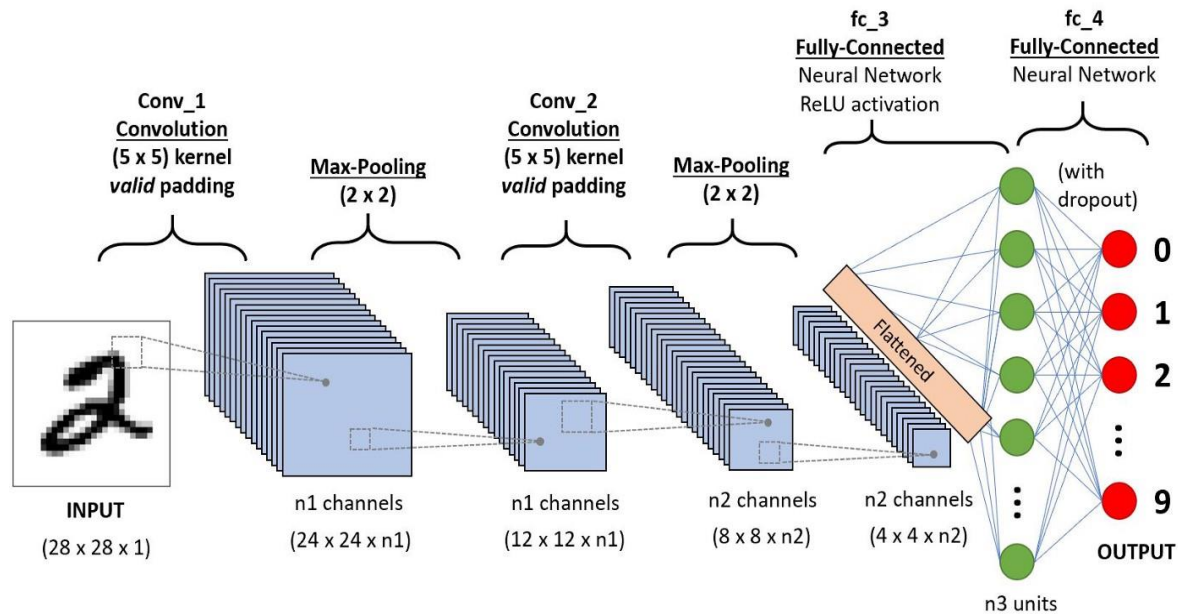 Conv_1
Convolution
(5 x 5) kernel
valid padding
Max-Pooling
(2 x 2)
Conv_2
Convolution
(5 x 5) kernel
valid padding
Max-Pooling
(2 x 2)
fc_3
Fully-Connected
Neural Network
ReLU activation
fc_4
Fully-Connected
Neural Network
(with
dropout)
Flattened
0
1
2
9
OUTPUT
INPUT
(28 x 28 x 1)
n1 channels
(24 x 24 x n1)
n1 channels
(12 x 12 x n1)
n2 channels
(8 x 8 x n2)
n2 channels
(4 x 4 x n2)
n3 units
2